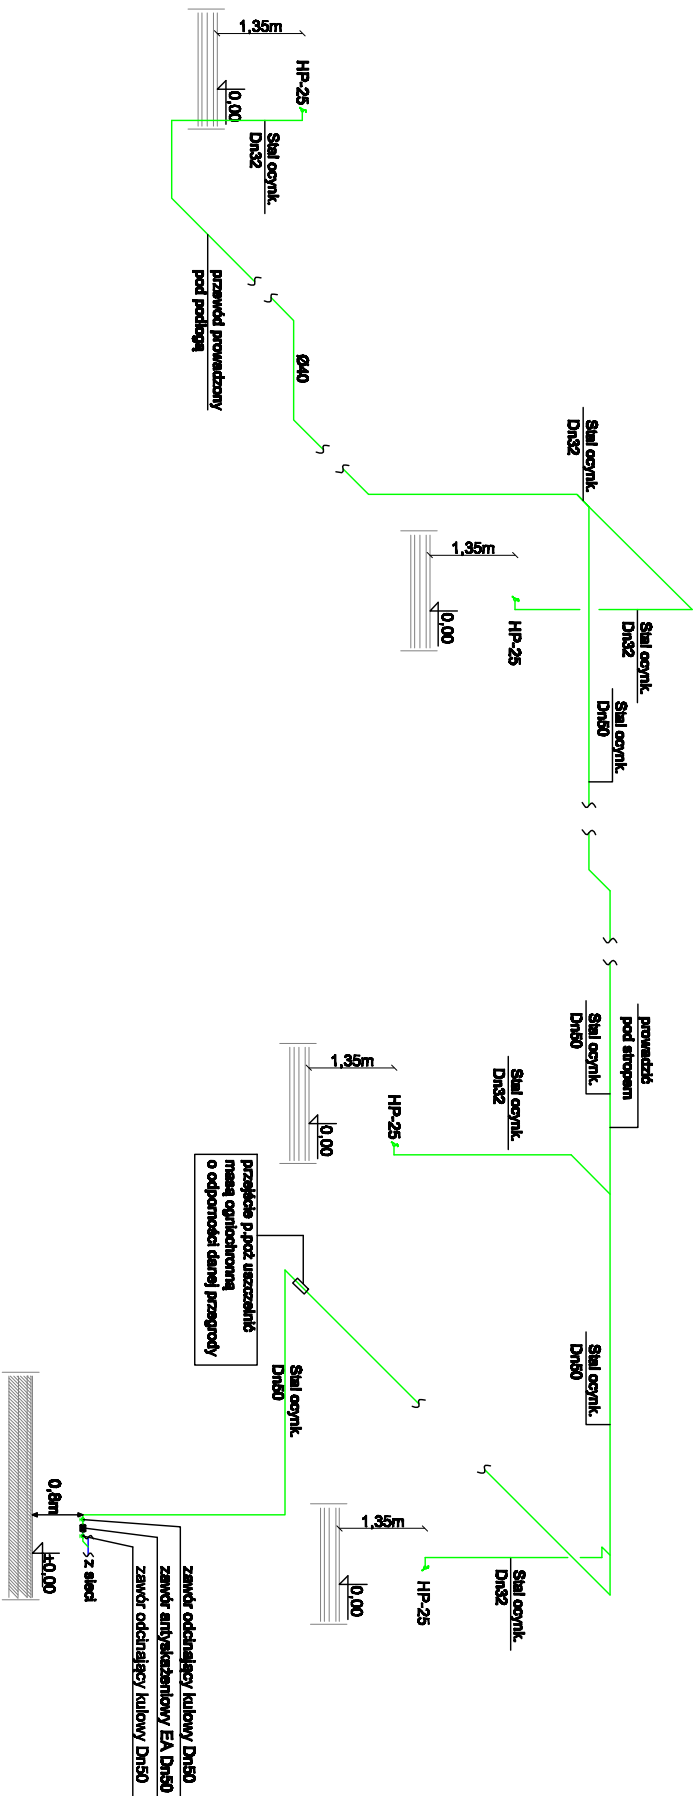 1,35m
HP-25
0,00
Stal ocynk.
Dn32
przewód prowadzony
pod podłogą
Ø40
Stal ocynk.
Dn32
1,35m
HP-25
0,00
Stal ocynk.
Dn32
Stal ocynk.
Dn50
prowadzić
pod stropem
Stal ocynk.
Dn50
Stal ocynk.
Dn32
1,35m
HP-25
0,00
przejście p.poż uszczelnić
masą ogniochronną
o odporności danej przegrody
Stal ocynk.
Dn50
Stal ocynk.
Dn50
1,35m
HP-25
0,00
Stal ocynk.
Dn32
0,8m
±0,00
z sieci
zawór odcinający kulowy Dn50
zawór antyskażeniowy EA Dn50
zawór odcinający kulowy Dn50